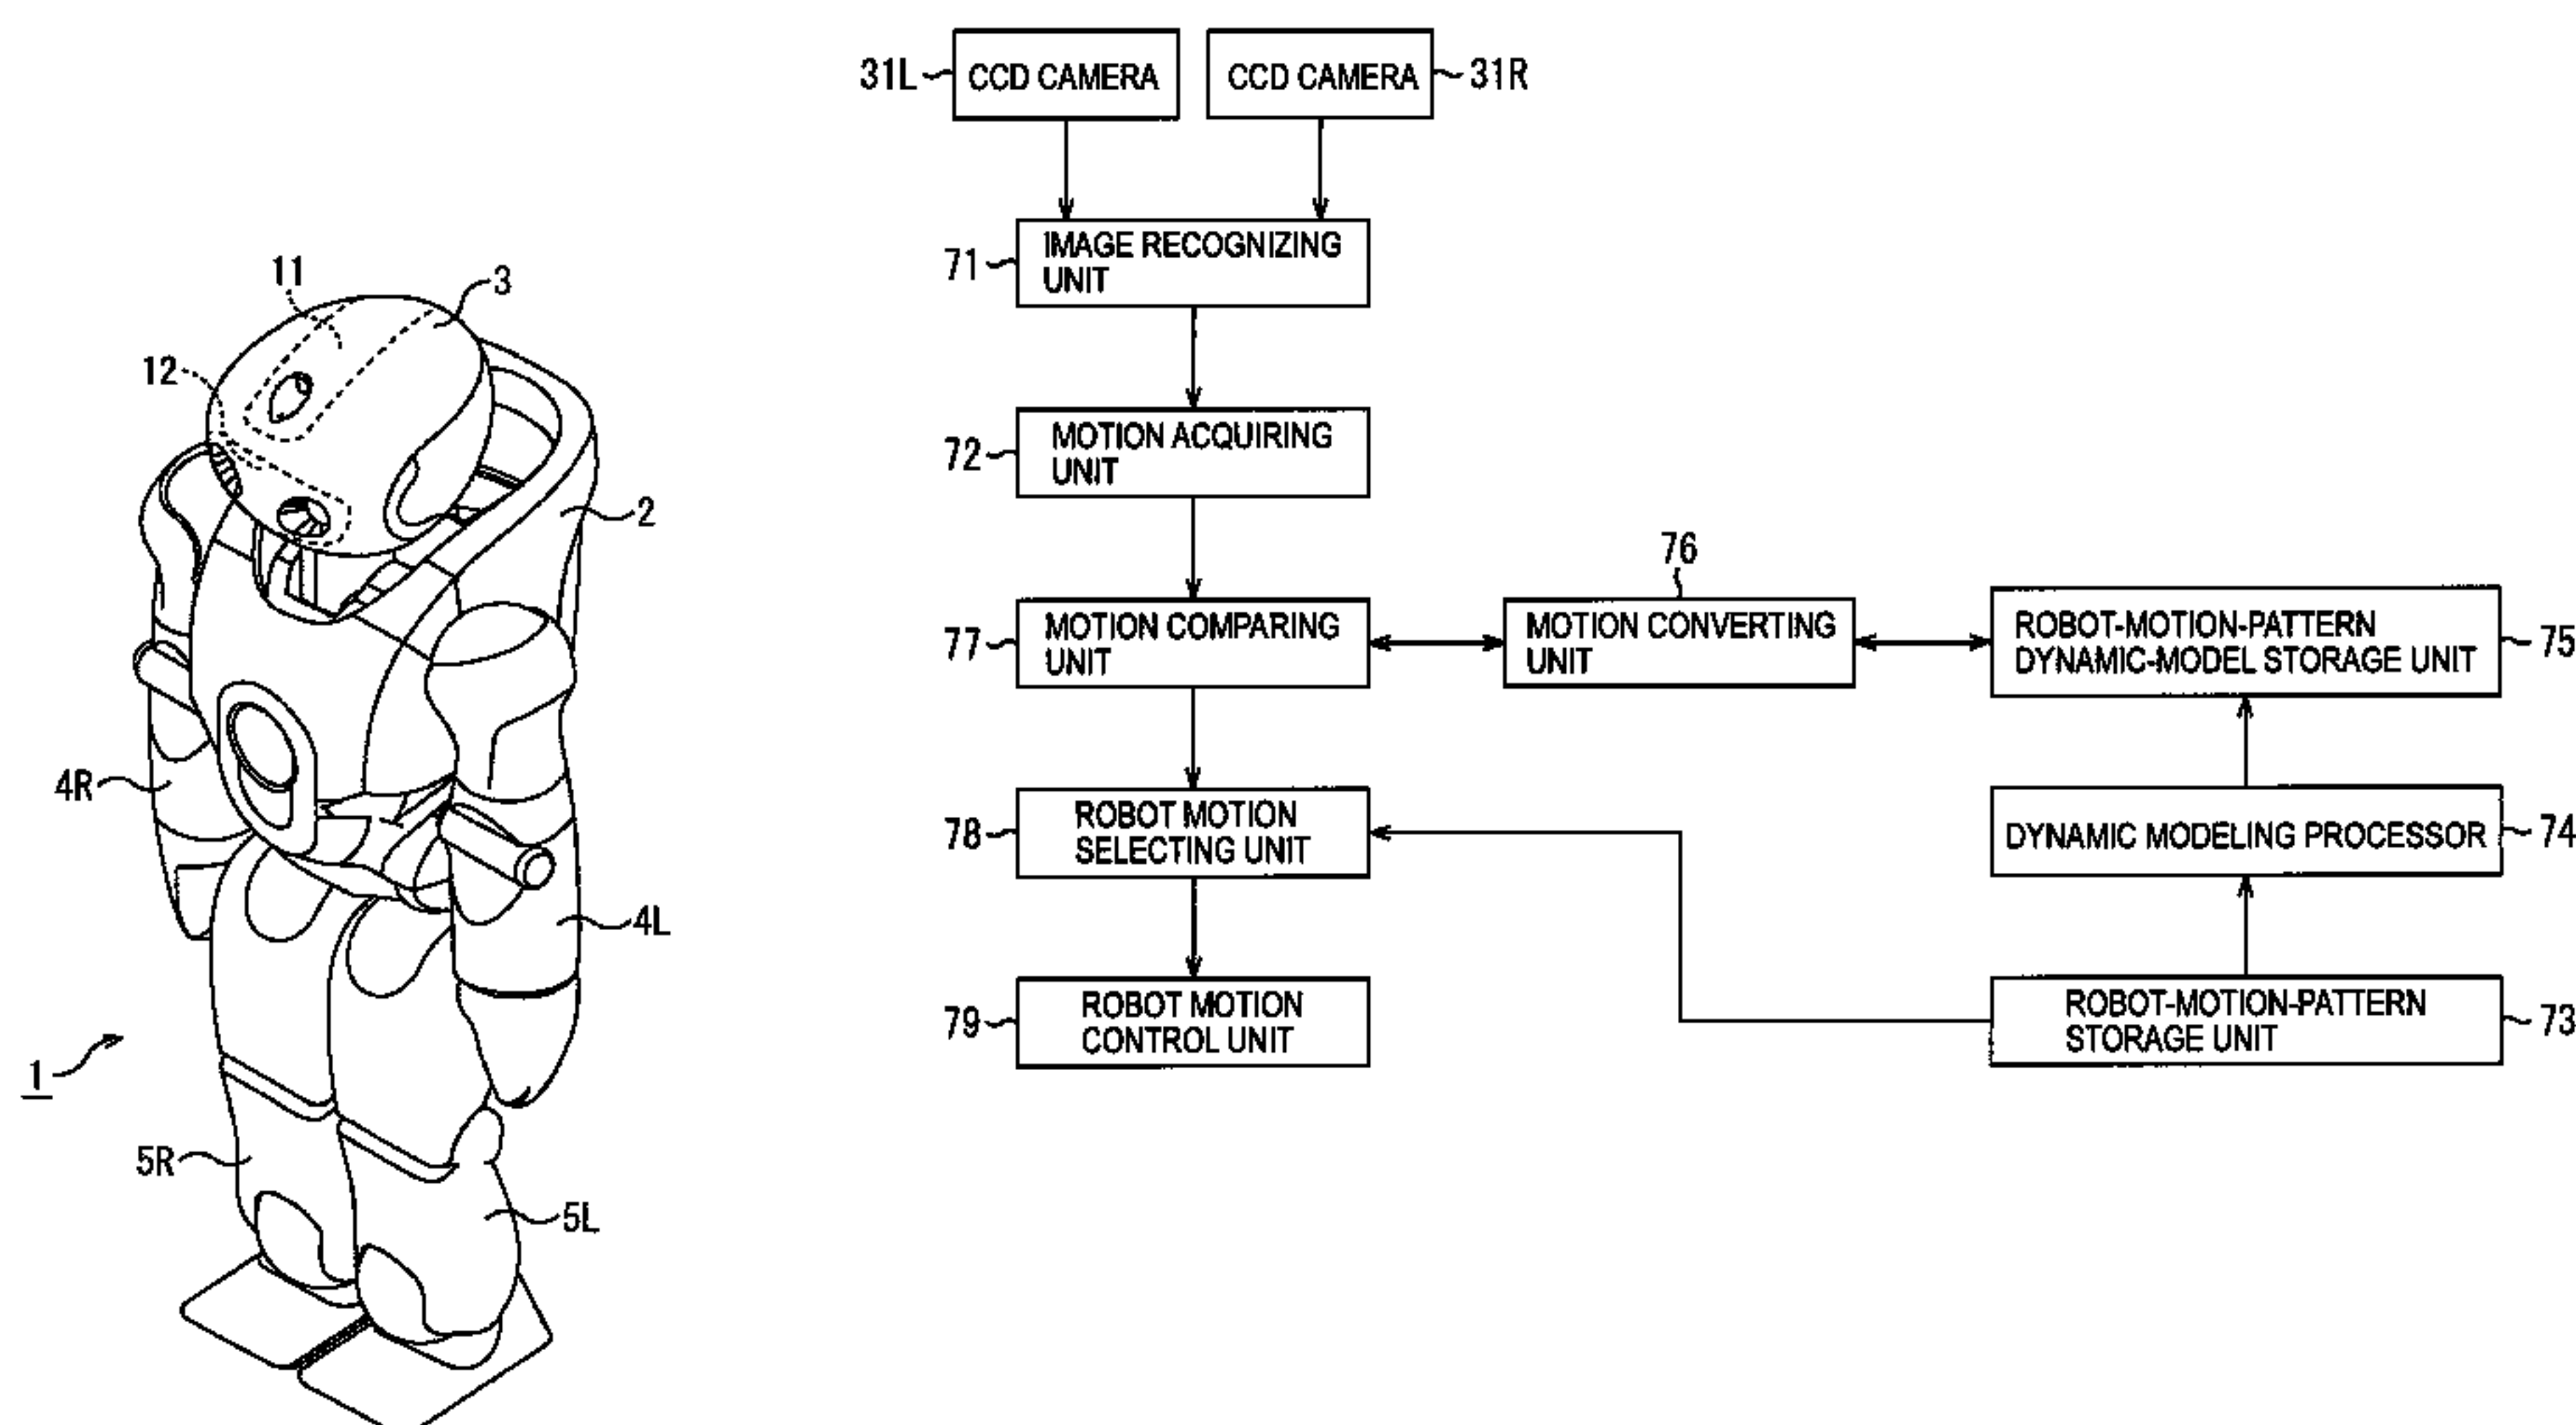 11
3
12
2
4R
4L
1
5R
5L
31L
CCD CAMERA
CCD CAMERA
31R
71
IMAGE RECOGNIZING
UNIT
72
MOTION ACQUIRING
UNIT
77
MOTION COMPARING
UNIT
76
MOTION CONVERTING
UNIT
ROBOT-MOTION-PATTERN
DYNAMIC-MODEL STORAGE UNIT
75
78
ROBOT MOTION
SELECTING UNIT
DYNAMIC MODELING PROCESSOR
74
79
ROBOT MOTION
CONTROL UNIT
ROBOT-MOTION-PATTERN
STORAGE UNIT
73